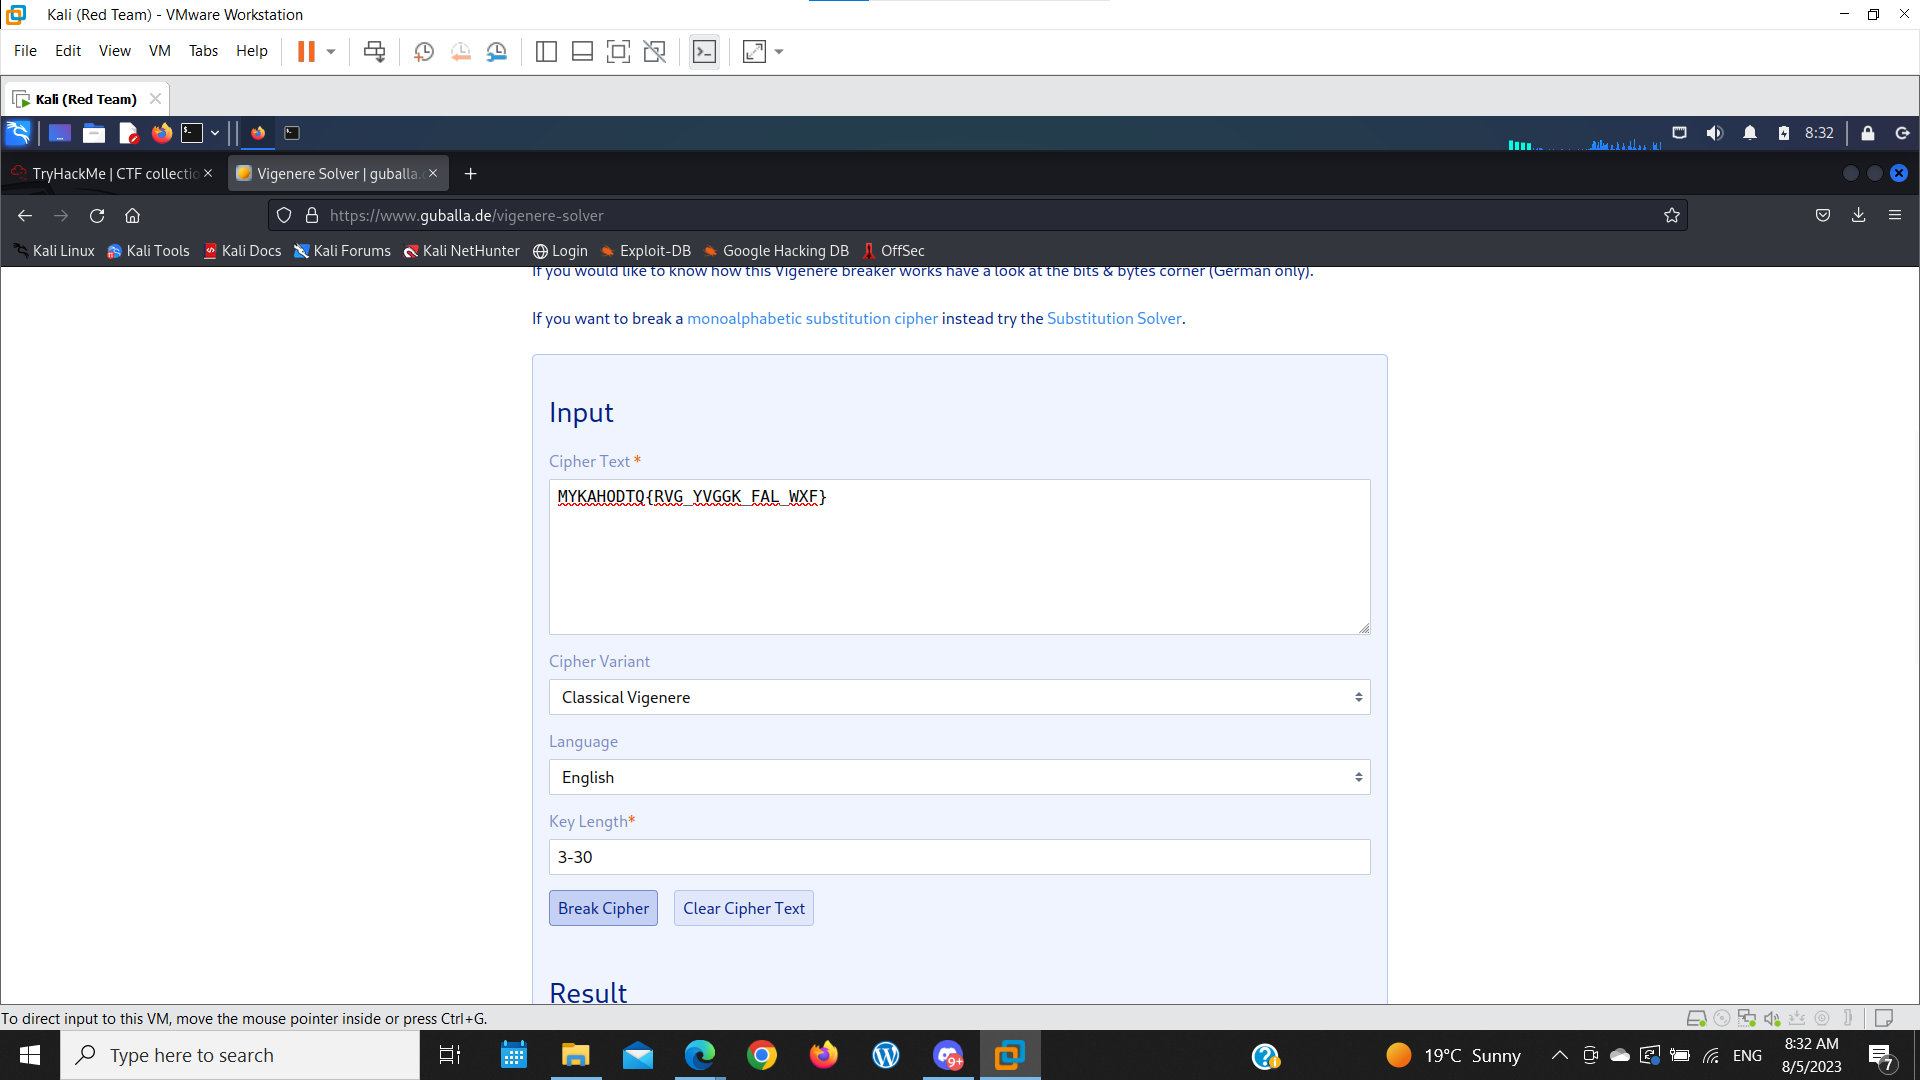 Kali (Red Team) - VMware Workstation
File Edit View VM Tabs Help
Kali (Red Team)
8:32
TryHackMe | CTF collectio
Vigenere Solver | guballa.
https://www.guballa.de/vigenere-solver
Kali Linux Kali Tools Kali Docs Kali Forums Kali NetHunter Login Exploit-DB Google Hacking DB OffSec
If you would like to know how this Vigenere breaker works have a look at the bits & bytes corner (German only).
If you want to break a monoalphabetic substitution cipher instead try the Substitution Solver.
Input
Cipher Text *
MYKAHODTQ{RVG_YVGGK_FAL_WXF}
Cipher Variant
Classical Vigenere
Language
English
Key Length*
3-30
Break Cipher Clear Cipher Text
Result
To direct input to this VM, move the mouse pointer inside or press Ctrl+G.
Type here to search
9+
19°C Sunny
ENG
8:32 AM
8/5/2023
7